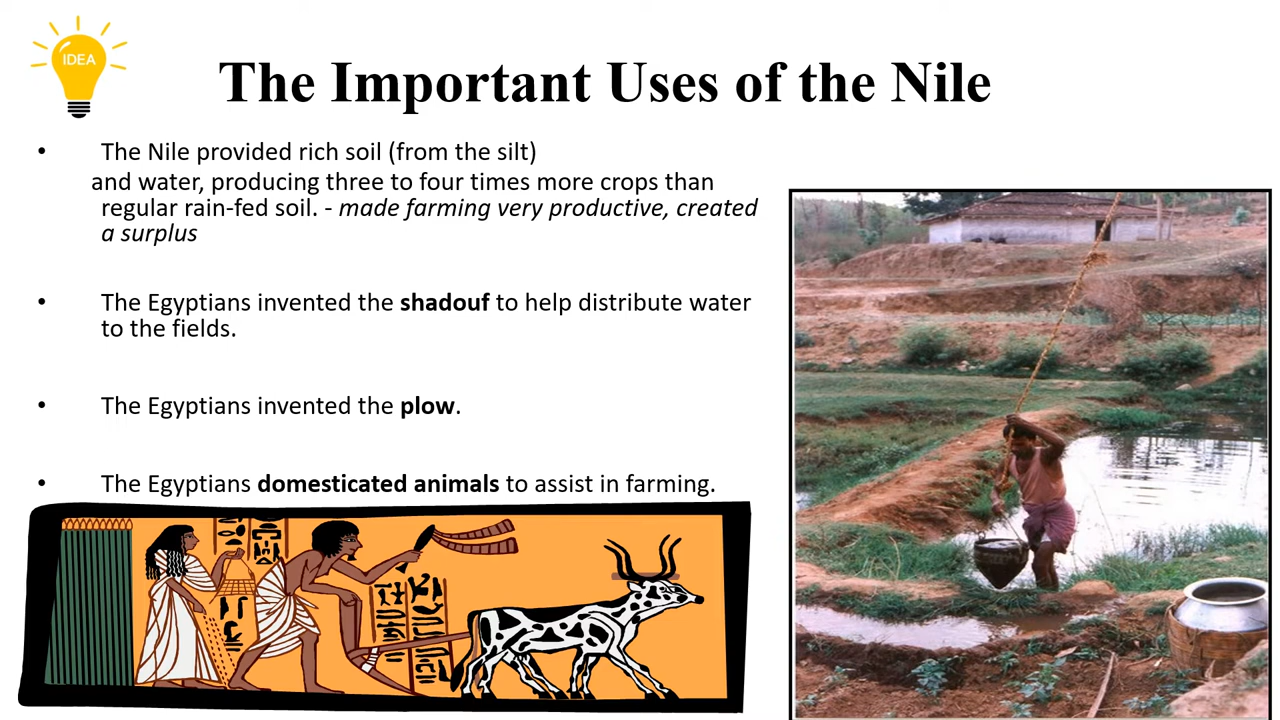 IDEA
The Important Uses of the Nile
• The Nile provided rich soil (from the silt)
and water, producing three to four times more crops than
regular rain-fed soil. - made farming very productive, created
a surplus
• The Egyptians invented the shadouf to help distribute water
to the fields.
• The Egyptians invented the plow.
• The Egyptians domesticated animals to assist in farming.